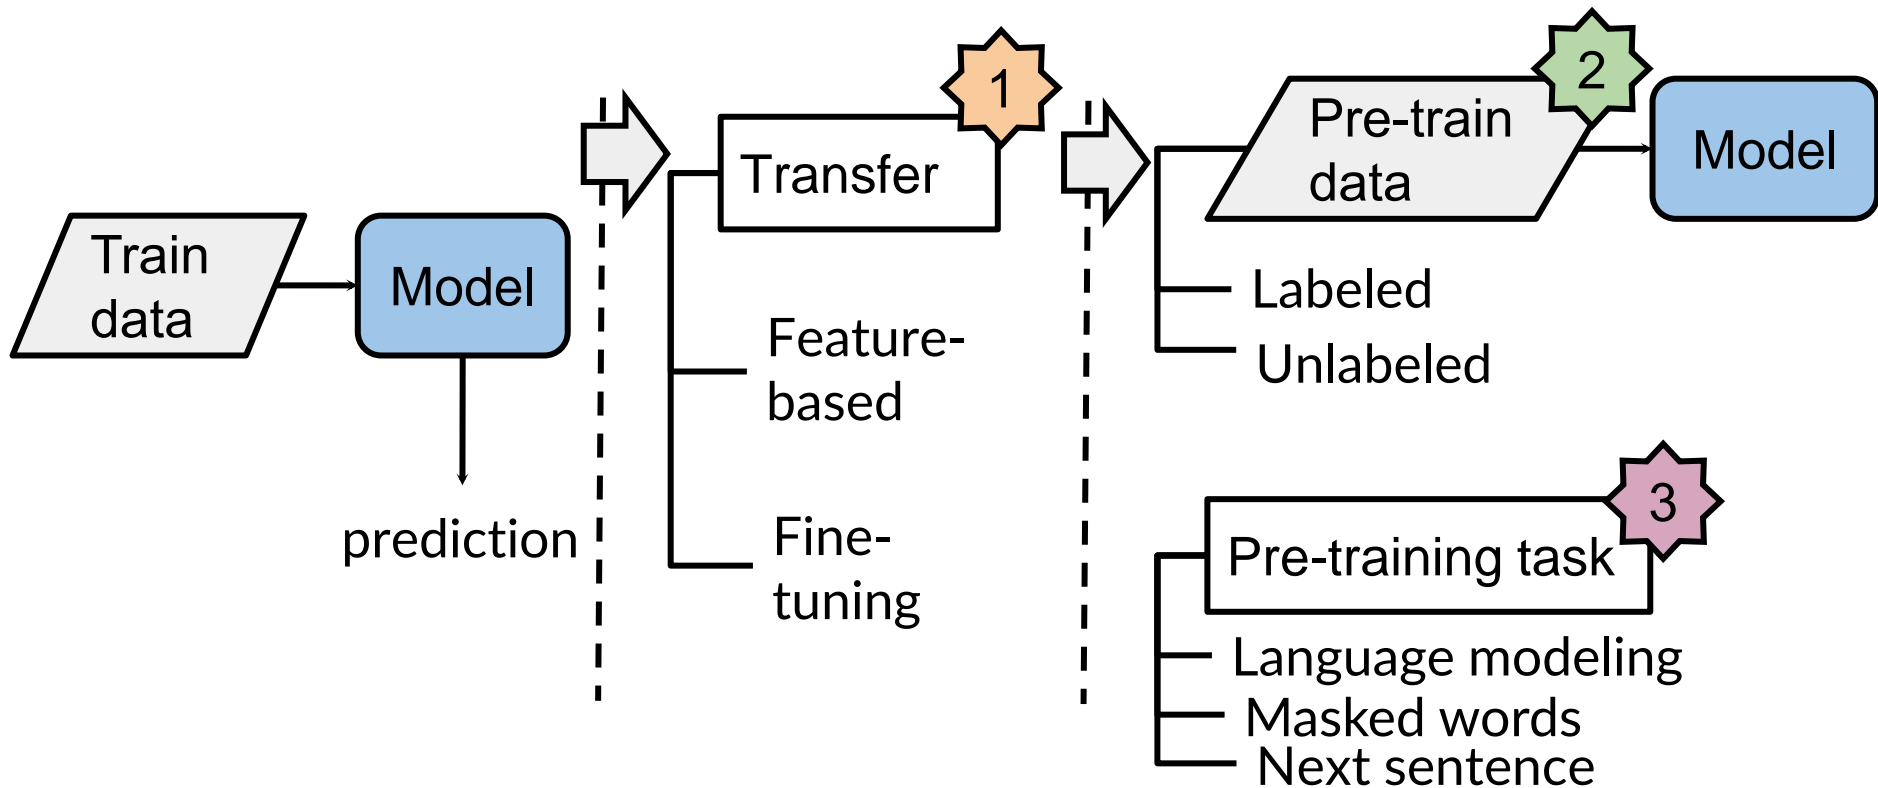 Train
data
Model
prediction
1
Transfer
Feature-
based
Fine-
tuning
2
Pre-train
data
Model
Labeled
Unlabeled
3
Pre-training task
Language modeling
Masked words
Next sentence